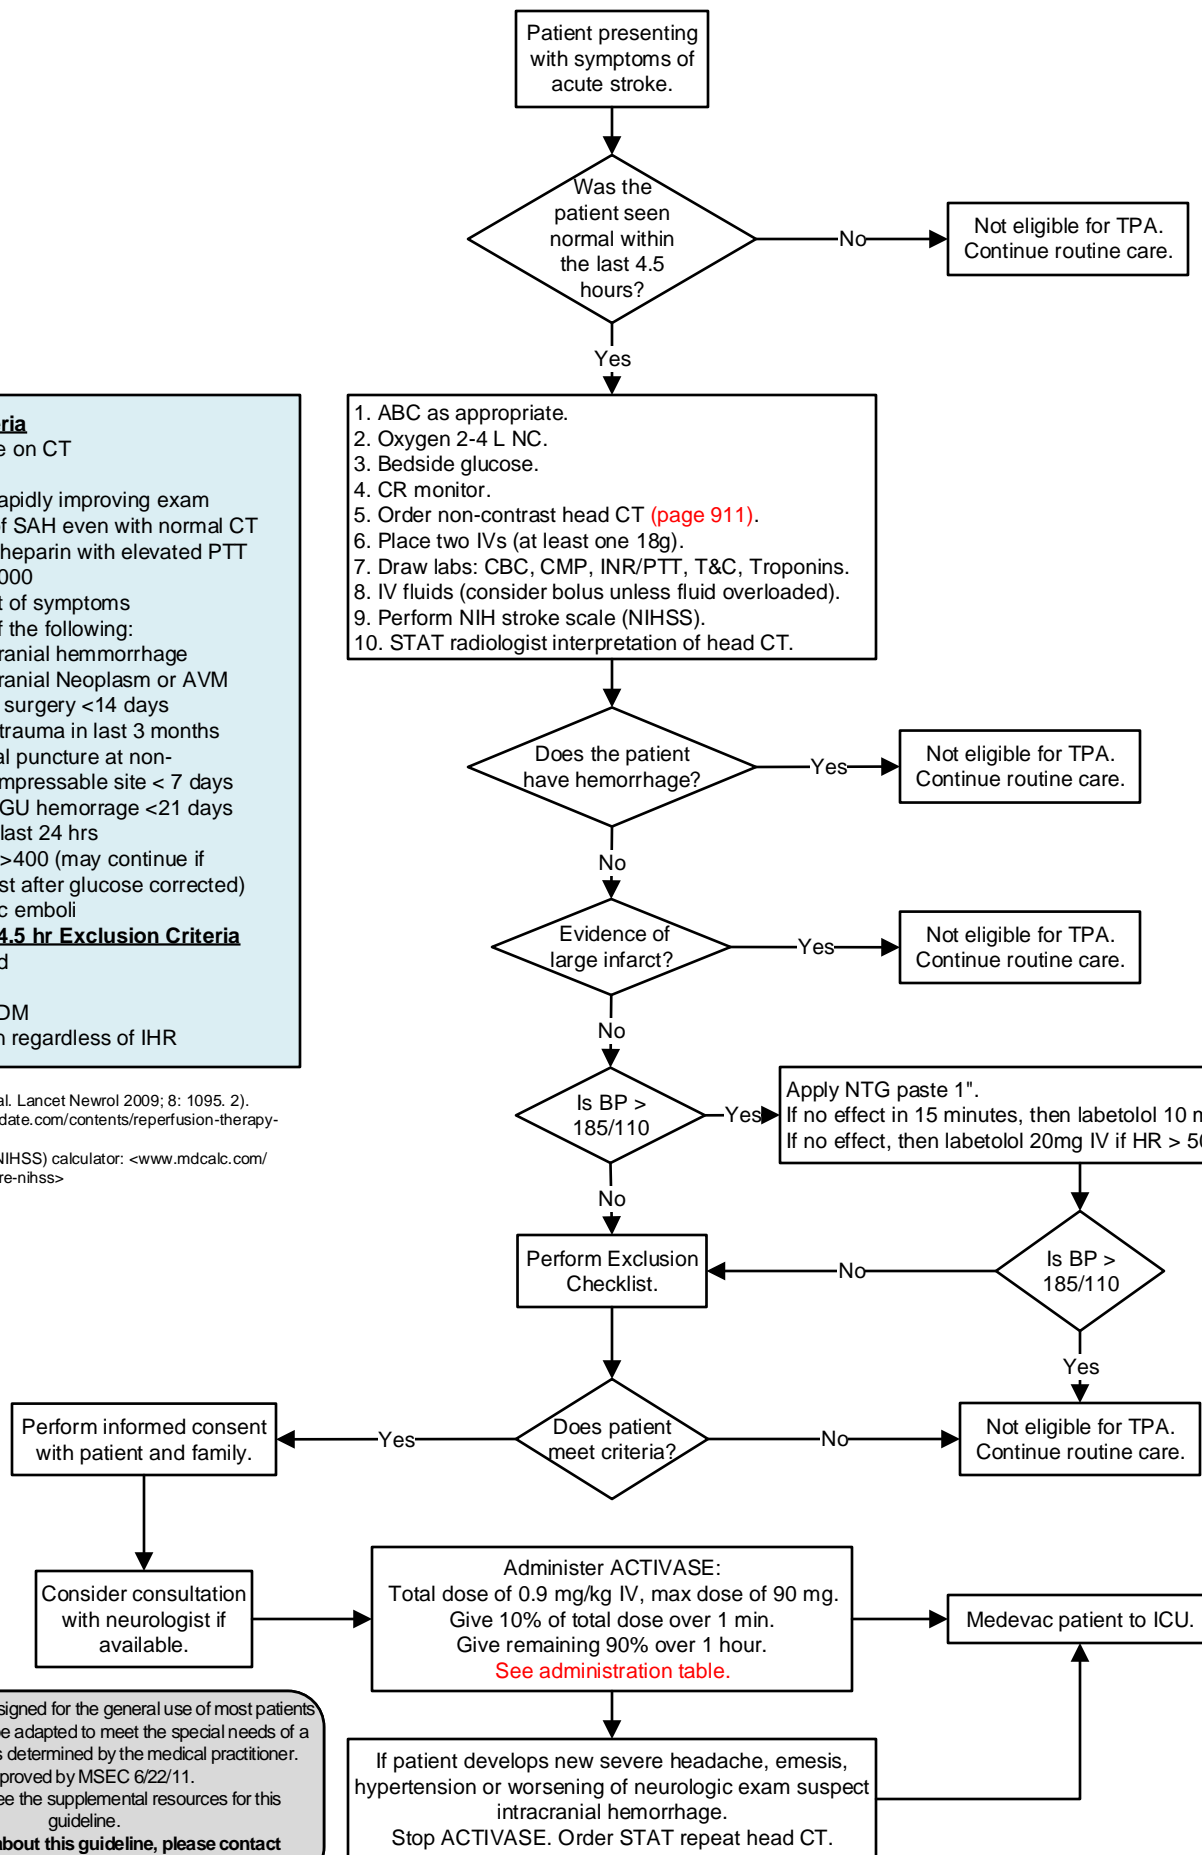 Patient presenting
with symptoms of
acute stroke.
Was the
patient seen
normal within
the last 4.5
hours?
No
Not eligible for TPA.
Continue routine care.
Yes
1. ABC as appropriate.
2. Oxygen 2-4 L NC.
3. Bedside glucose.
4. CR monitor.
5. Order non-contrast head CT (page 911).
6. Place two IVs (at least one 18g).
7. Draw labs: CBC, CMP, INR/PTT, T&C, Troponins.
8. IV fluids (consider bolus unless fluid overloaded).
9. Perform NIH stroke scale (NIHSS).
10. STAT radiologist interpretation of head CT.
on CT
rapidly improving exam
of SAH even with normal CT
heparin with elevated PTT
000
of symptoms
of the following:
hemmorrhage
Neoplasm or AVM
surgery <14 days
trauma in last 3 months
puncture at non-
site < 7 days
GU hemorrage <21 days
last 24 hrs
>400 (may continue if
after glucose corrected)
emboli
4.5 hr Exclusion Criteria
DM
regardless of IHR
al. Lancet Newrol 2009; 8: 1095. 2).
date.com/contents/reperfusion-therapy-
NIHSS) calculator: <www.mdcalc.com/
re-nihss>
Does the patient
have hemorrhage?
Yes
Not eligible for TPA.
Continue routine care.
No
Evidence of
large infarct?
Yes
Not eligible for TPA.
Continue routine care.
No
Is BP >
185/110
Yes
Apply NTG paste 1".
If no effect in 15 minutes, then labetolol 10 m
If no effect, then labetolol 20mg IV if HR > 5
No
Perform Exclusion
Checklist.
No
Is BP >
185/110
Yes
Does patient
meet criteria?
No
Not eligible for TPA.
Continue routine care.
Yes
Perform informed consent
with patient and family.
Consider consultation
with neurologist if
available.
Administer ACTIVASE:
Total dose of 0.9 mg/kg IV, max dose of 90 mg.
Give 10% of total dose over 1 min.
Give remaining 90% over 1 hour.
See administration table.
Medevac patient to ICU.
If patient develops new severe headache, emesis,
hypertension or worsening of neurologic exam suspect
intracranial hemorrhage.
Stop ACTIVASE. Order STAT repeat head CT.
signed for the general use of most patients
be adapted to meet the special needs of a
determined by the medical practitioner.
proved by MSEC 6/22/11.
ee the supplemental resources for this
guideline.
about this guideline, please contact